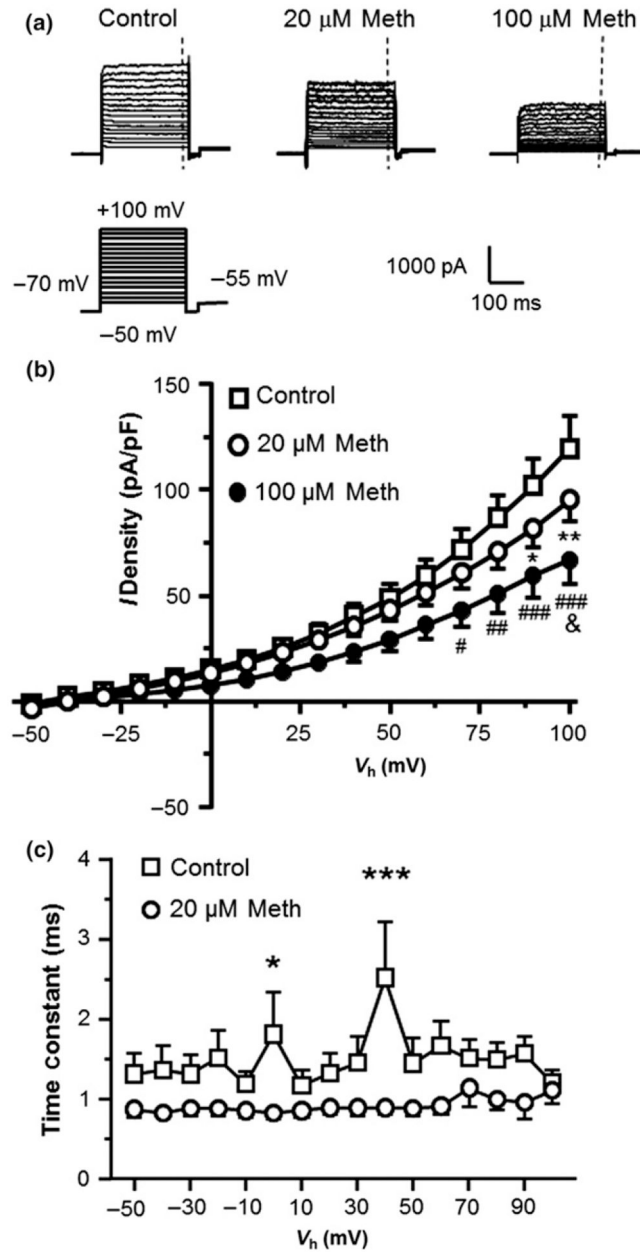 (a)
Control
20 μM Meth
100 μM Meth
+100 mV
–70 mV
–55 mV
–50 mV
1000 pA
100 ms
(b)
150
100
50
–50
I Density (pA/pF)
Control
20 μM Meth
100 μM Meth
*
**
#
##
###
###
&
–50
–25
25
50
75
100
Vh (mV)
(c)
4
3
2
1
0
Time constant (ms)
Control
20 μM Meth
*
***
–50
–30
–10
10
30
50
70
90
Vh (mV)